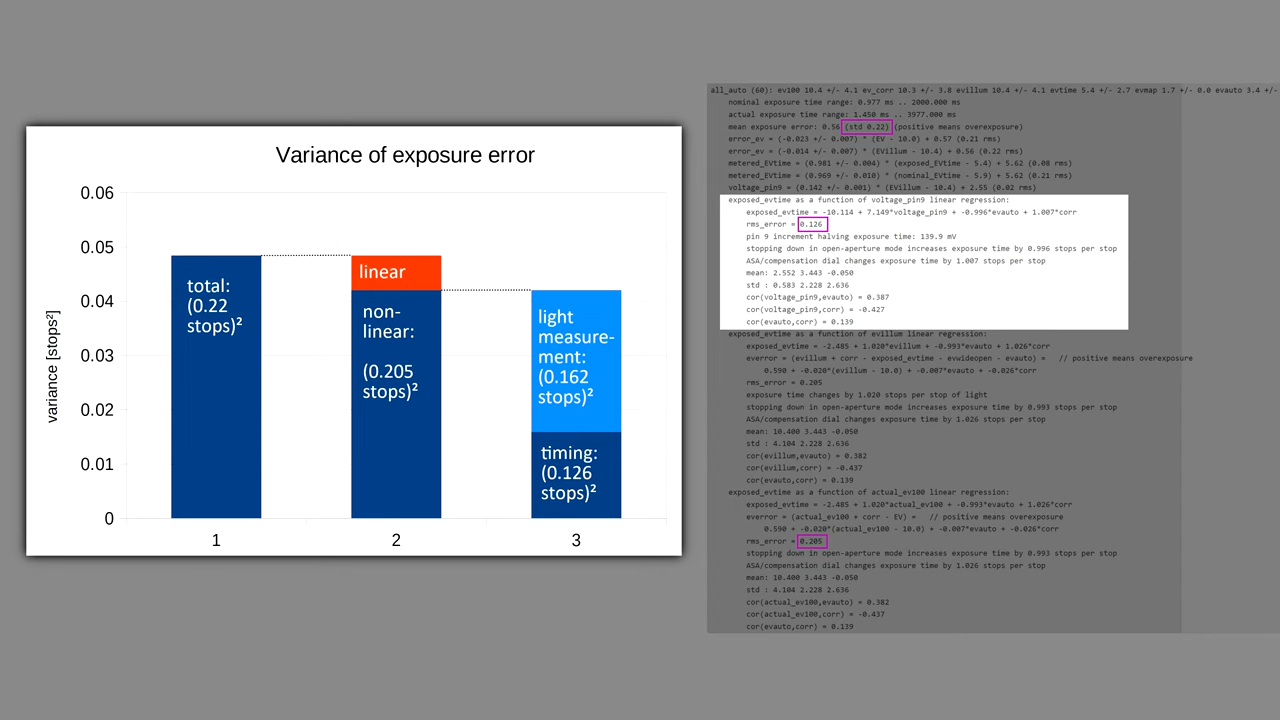 Variance of exposure error
variance [stops²]
0.06
0.05
0.04
0.03
0.02
0.01
0
total:
(0.22
stops)²
linear
non-
linear:
(0.205
stops)²
light
measure-
ment:
(0.162
stops)²
timing:
(0.126
stops)²
1
2
3
all_auto (60): ev100 10.4 +/- 4.1 ev_corr 10.3 +/- 3.8 evillum 10.4 +/- 4.1 evtime 5.4 +/- 2.7 evmap 1.7 +/- 0.0 evauto 3.4 +/-
nominal exposure time range: 0.977 ms .. 2000.000 ms
actual exposure time range: 1.450 ms .. 3977.000 ms
mean exposure error: 0.56 (std 0.22) (positive means overexposure)
error_ev = (-0.023 +/- 0.007) * (EV - 10.0) + 0.57 (0.21 rms)
error_ev = (-0.014 +/- 0.007) * (EVillum - 10.4) + 0.56 (0.22 rms)
metered_EVtime = (0.981 +/- 0.004) * (exposed_EVtime - 5.4) + 5.62 (0.08 rms)
metered_EVtime = (0.969 +/- 0.010) * (nominal_EVtime - 5.9) + 5.62 (0.21 rms)
voltage_pin9 = (0.142 +/- 0.001) * (EVillum - 10.4) + 2.55 (0.02 rms)
exposed_evtime as a function of voltage_pin9 linear regression:
exposed_evtime = -10.114 + 7.149*voltage_pin9 + -0.996*evauto + 1.007*corr
rms_error = 0.126
pin 9 increment halving exposure time: 139.9 mV
stopping down in open-aperture mode increases exposure time by 0.996 stops per stop
ASA/compensation dial changes exposure time by 1.007 stops per stop
mean: 2.552 3.443 -0.050
std : 0.583 2.228 2.636
cor(voltage_pin9,evauto) = 0.387
cor(voltage_pin9,corr) = -0.427
cor(evauto,corr) = 0.139
exposed_evtime as a function of evillum linear regression:
exposed_evtime = -2.485 + 1.020*evillum + -0.993*evauto + 1.026*corr
everror = (evillum + corr - exposed_evtime - evwideopen - evauto) =   // positive means overexposure
0.590 + -0.020*(evillum - 10.0) + -0.007*evauto + -0.026*corr
rms_error = 0.205
exposure time changes by 1.020 stops per stop of light
stopping down in open-aperture mode increases exposure time by 0.993 stops per stop
ASA/compensation dial changes exposure time by 1.026 stops per stop
mean: 10.400 3.443 -0.050
std : 4.104 2.228 2.636
cor(evillum,evauto) = 0.382
cor(evillum,corr) = -0.437
cor(evauto,corr) = 0.139
exposed_evtime as a function of actual_ev100 linear regression:
exposed_evtime = -2.485 + 1.020*actual_ev100 + -0.993*evauto + 1.026*corr
everror = (actual_ev100 + corr - EV) =   // positive means overexposure
0.590 + -0.020*(actual_ev100 - 10.0) + -0.007*evauto + -0.026*corr
rms_error = 0.205
stopping down in open-aperture mode increases exposure time by 0.993 stops per stop
ASA/compensation dial changes exposure time by 1.026 stops per stop
mean: 10.400 3.443 -0.050
std : 4.104 2.228 2.636
cor(actual_ev100,evauto) = 0.382
cor(actual_ev100,corr) = -0.437
cor(evauto,corr) = 0.139